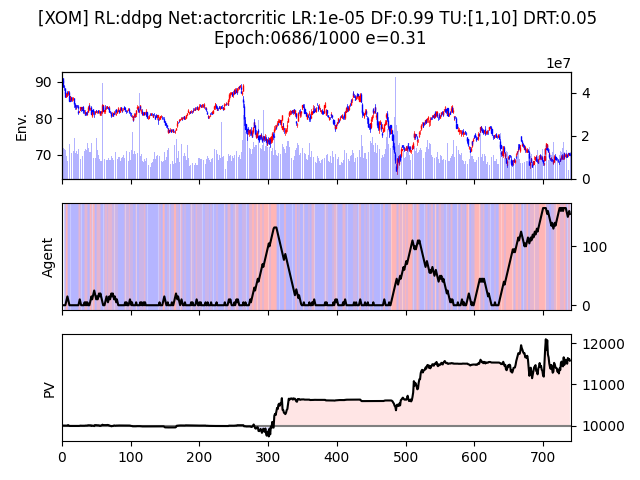 [XOM] RL:ddpg Net:actorcritic LR:1e-05 DF:0.99 TU:[1,10] DRT:0.05
Epoch:0686/1000 e=0.31
1e7
90
80
70
Env.
4
2
0
Agent
100
0
PV
12000
11000
10000
0 100 200 300 400 500 600 700